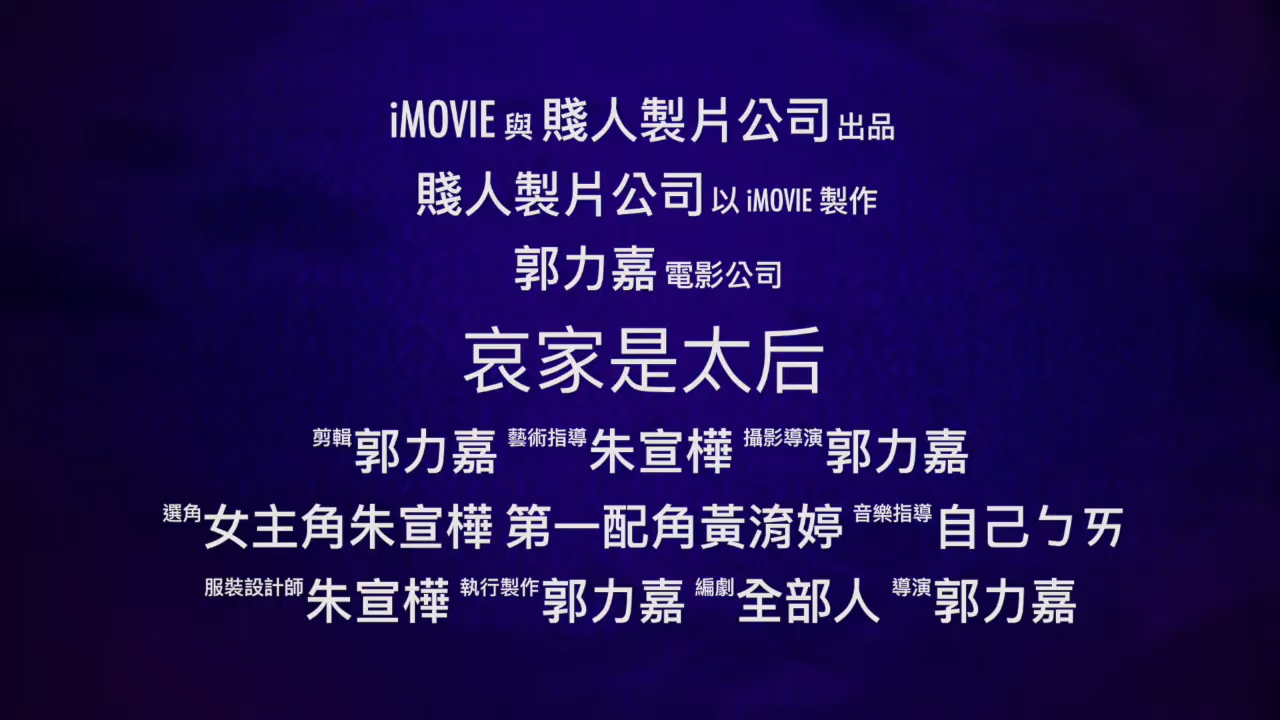 iMOVIE 與 賤人製片公司 出品
賤人製片公司 以 iMOVIE 製作
郭力嘉 電影公司
哀家是太后
剪輯 郭力嘉 藝術指導 朱宣樺 攝影導演 郭力嘉
選角 女主角朱宣樺 第一配角黃淯婷 音樂指導 自己ㄅㄞ
服裝設計師 朱宣樺 執行製作 郭力嘉 編劇 全部人 導演 郭力嘉